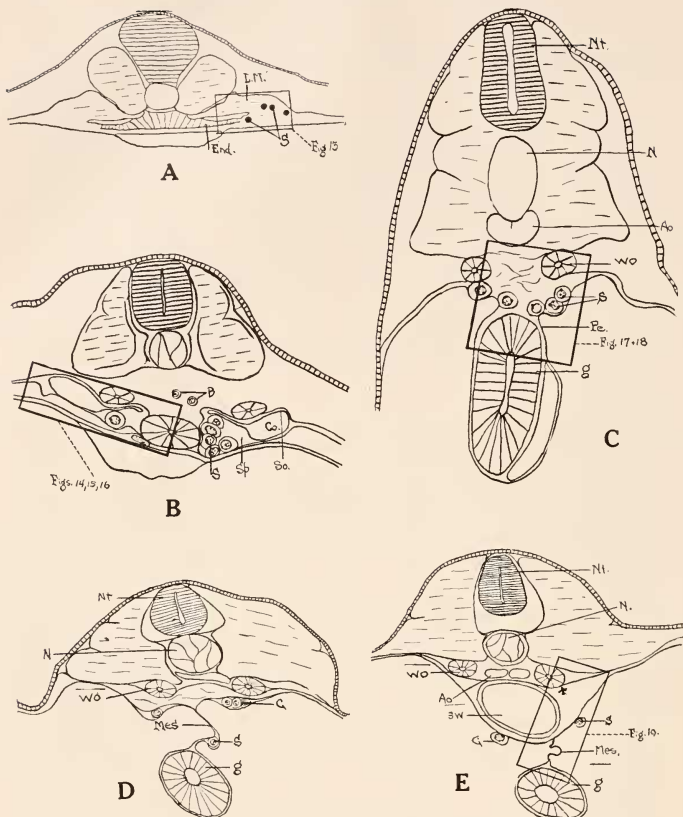 L.M.
S
End.
Fig 13
A
Nt.
N
Ao
WO
S
Pe.
Fig. 17+18
g
C
B
Co.
S
Sp
So.
Figs. 14, 15, 16
B
Nt
N
WO
G
Mes
S
g
D
Nt.
N.
WO
Ao
SW
G
x
S
Fig. 19.
Mes.
g
E